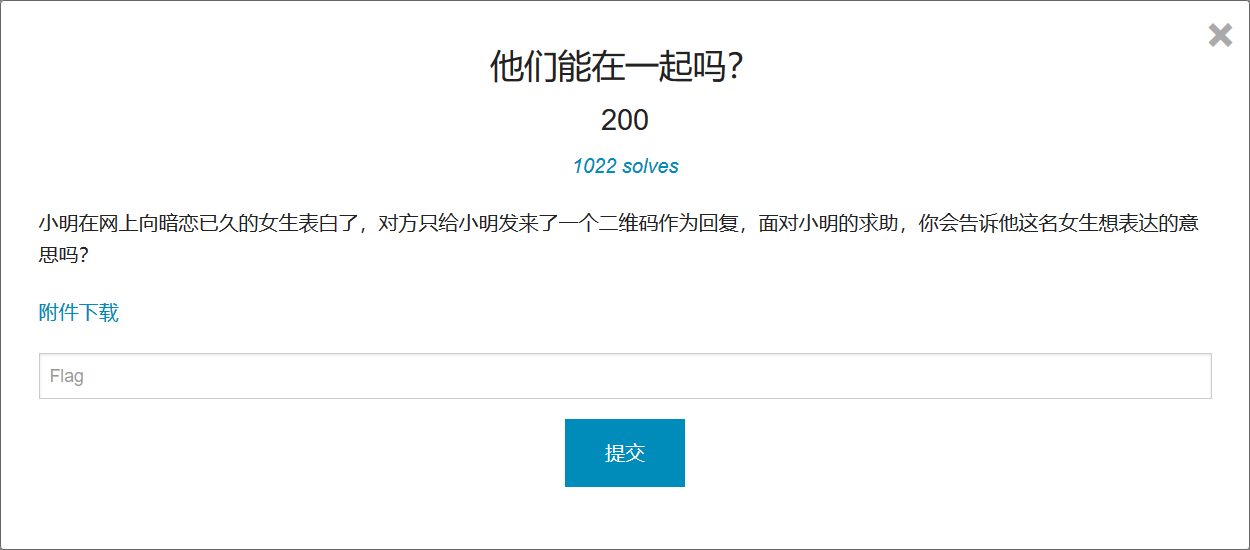 他们能在一起吗？
200
1022 solves
小明在网上向暗恋已久的女生表白了，对方只给小明发来了一个二维码作为回复，面对小明的求助，你会告诉他这名女生想表达的意
思吗？
附件下载
Flag
提交